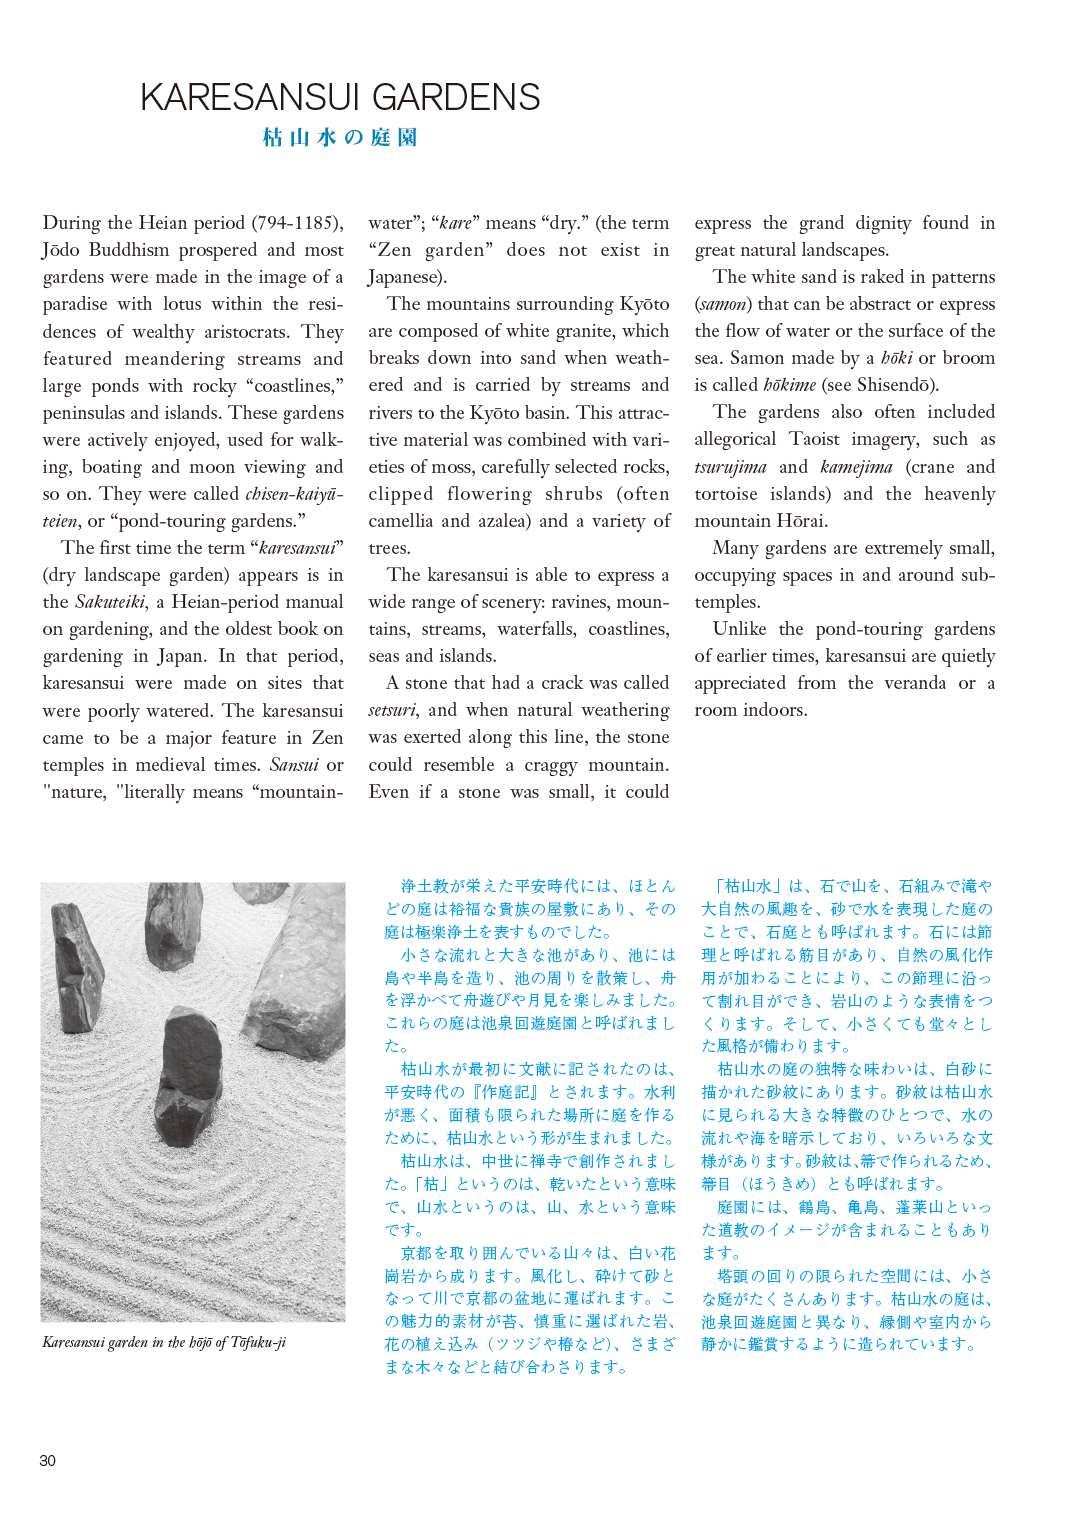 KARESANSUI GARDENS
枯山水の庭園
During the Heian period (794-1185),
Jōdo Buddhism prospered and most
gardens were made in the image of a
paradise with lotus within the resi-
dences of wealthy aristocrats. They
featured meandering streams and
large ponds with rocky “coastlines,”
peninsulas and islands. These gardens
were actively enjoyed, used for walk-
ing, boating and moon viewing and
so on. They were called chisen-kaiyū-
teien, or “pond-touring gardens.”
The first time the term “karesansui”
(dry landscape garden) appears is in
the Sakuteiki, a Heian-period manual
on gardening, and the oldest book on
gardening in Japan. In that period,
karesansui were made on sites that
were poorly watered. The karesansui
came to be a major feature in Zen
temples in medieval times. Sansui or
"nature, "literally means “mountain-
water”; “kare” means “dry.” (the term
“Zen garden” does not exist in
Japanese).
The mountains surrounding Kyōto
are composed of white granite, which
breaks down into sand when weath-
ered and is carried by streams and
rivers to the Kyōto basin. This attrac-
tive material was combined with vari-
eties of moss, carefully selected rocks,
clipped flowering shrubs (often
camellia and azalea) and a variety of
trees.
The karesansui is able to express a
wide range of scenery: ravines, moun-
tains, streams, waterfalls, coastlines,
seas and islands.
A stone that had a crack was called
setsuri, and when natural weathering
was exerted along this line, the stone
could resemble a craggy mountain.
Even if a stone was small, it could
express the grand dignity found in
great natural landscapes.
The white sand is raked in patterns
(samon) that can be abstract or express
the flow of water or the surface of the
sea. Samon made by a hōki or broom
is called hōkime (see Shisendō).
The gardens also often included
allegorical Taoist imagery, such as
tsurujima and kamejima (crane and
tortoise islands) and the heavenly
mountain Hōrai.
Many gardens are extremely small,
occupying spaces in and around sub-
temples.
Unlike the pond-touring gardens
of earlier times, karesansui are quietly
appreciated from the veranda or a
room indoors.
Karesansui garden in the hōjō of Tōfuku-ji
浄土教が栄えた平安時代には、ほとん
どの庭は裕福な貴族の屋敷にあり、その
庭は極楽浄土を表すものでした。
小さな流れと大きな池があり、池には
島や半島を造り、池の周りを散策し、舟
を浮かべて舟遊びや月見を楽しみました。
これらの庭は池泉回遊庭園と呼ばれまし
た。
枯山水が最初に文献に記されたのは、
平安時代の『作庭記』とされます。水利
が悪く、面積も限られた場所に庭を作る
ために、枯山水という形が生まれました。
枯山水は、中世に禅寺で創作されまし
た。「枯」というのは、乾いたという意味
で、山水というのは、山、水という意味
です。
京都を取り囲んでいる山々は、白い花
崗岩から成ります。風化し、砕けて砂と
なって川で京都の盆地に運ばれます。こ
の魅力的素材が苔、慎重に選ばれた岩、
花の植え込み（ツツジや椿など）、さまざ
まな木々などと結び合わさります。
「枯山水」は、石で山を、石組みで滝や
大自然の風趣を、砂で水を表現した庭の
ことで、石庭とも呼ばれます。石には節
理と呼ばれる筋目があり、自然の風化作
用が加わることにより、この節理に沿っ
て割れ目ができ、岩山のような表情をつ
くります。そして、小さくても堂々とし
た風格が備わります。
枯山水の庭の独特な味わいは、白砂に
描かれた砂紋にあります。砂紋は枯山水
に見られる大きな特徴のひとつで、水の
流れや海を暗示しており、いろいろな文
様があります。砂紋は、箒で作られるため、
箒目（ほうきめ）とも呼ばれます。
庭園には、鶴島、亀島、蓬莱山といっ
た道教のイメージが含まれることもあり
ます。
塔頭の回りの限られた空間には、小さ
な庭がたくさんあります。枯山水の庭は、
池泉回遊庭園と異なり、縁側や室内から
静かに鑑賞するように造られています。
30